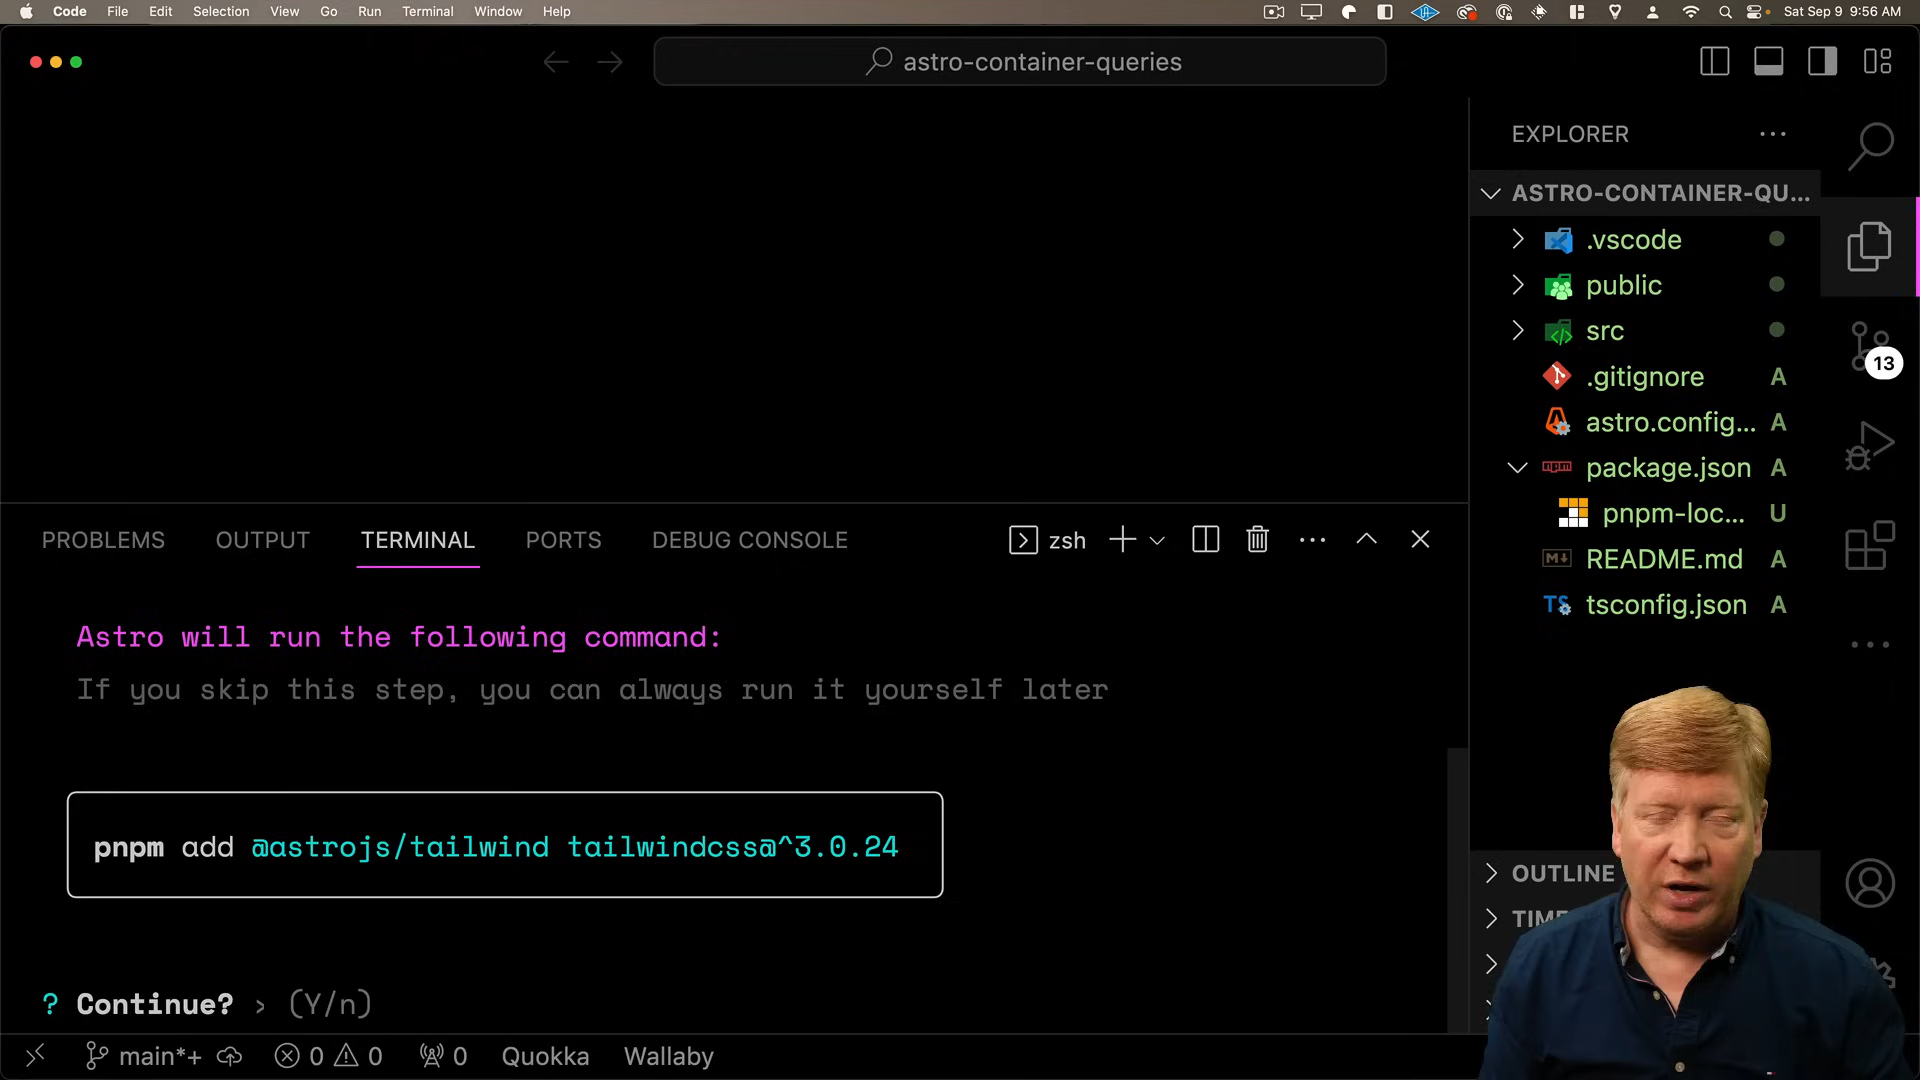 Code File Edit Selection View Go Run Terminal Window Help
Sat Sep 9 9:56 AM
astro-container-queries
EXPLORER
ASTRO-CONTAINER-QU...
.vscode
public
src
.gitignore A
astro.config... A
package.json A
pnpm-loc... U
README.md A
tsconfig.json A
13
OUTLINE
PROBLEMS OUTPUT TERMINAL PORTS DEBUG CONSOLE
zsh
Astro will run the following command:
If you skip this step, you can always run it yourself later
pnpm add @astrojs/tailwind tailwindcss@^3.0.24
? Continue? › (Y/n)
main*+ 0 0 0 Quokka Wallaby